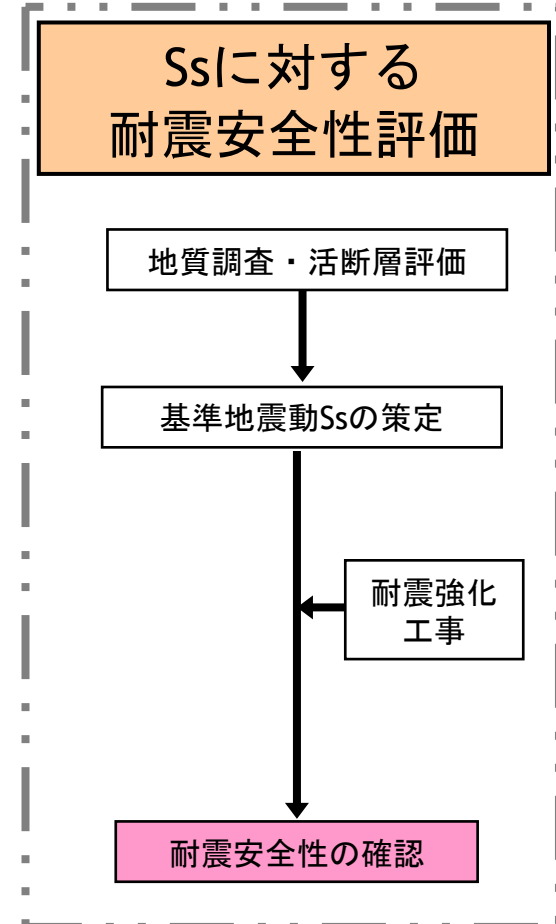 Ssに対する
耐震安全性評価
地質調査・活断層評価
基準地震動Ssの策定
耐震強化
工事
耐震安全性の確認